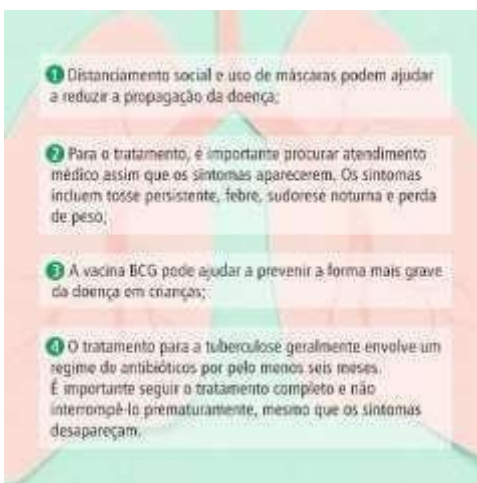 1 Distanciamento social e uso de máscaras podem ajudar
a reduzir a propagação da doença;
2 Para o tratamento, é importante procurar atendimento
médico assim que os sintomas aparecerem. Os sintomas
incluem tosse persistente, febre, sudorese noturna e perda
de peso;
3 A vacina BCG pode ajudar a prevenir a forma mais grave
da doença em crianças;
4 O tratamento para a tuberculose geralmente envolve um
regime de antibióticos por pelo menos seis meses.
É importante seguir o tratamento completo e não
interrompê-lo prematuramente, mesmo que os sintomas
desapareçam.